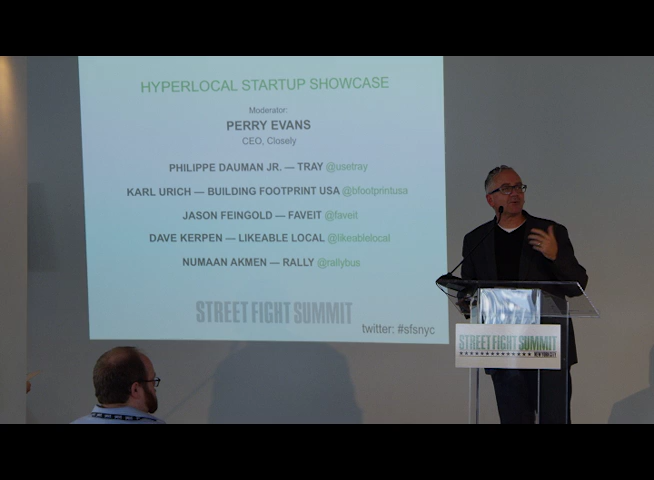 HYPERLOCAL STARTUP SHOWCASE
Moderator:
PERRY EVANS
CEO, Closely
PHILIPPE DAUMAN JR. — TRAY @usetray
KARL URICH — BUILDING FOOTPRINT USA @bfootprintusa
JASON FEINGOLD — FAVEIT @faveit
DAVE KERPEN — LIKEABLE LOCAL @likeablelocal
NUMAAN AKMEN — RALLY @rallybus
STREET FIGHT SUMMIT
twitter: #sfsnyc
STREET FIGHT SUMMIT
NEW YORK CITY